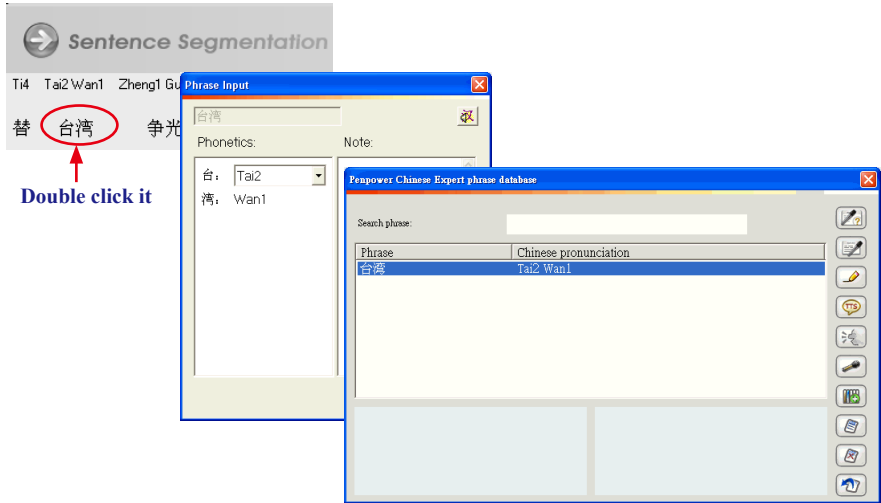 Sentence Segmentation
Ti4 Tai2 Wan1 Zheng1 Gu
替 台湾 争光
Double click it
Phrase Input
台湾
Phonetics:
Note:
台: Tai2
湾: Wan1
Penpower Chinese Expert phrase database
Search phrase:
Phrase Chinese pronunciation
台湾 Tai2 Wan1
TTS